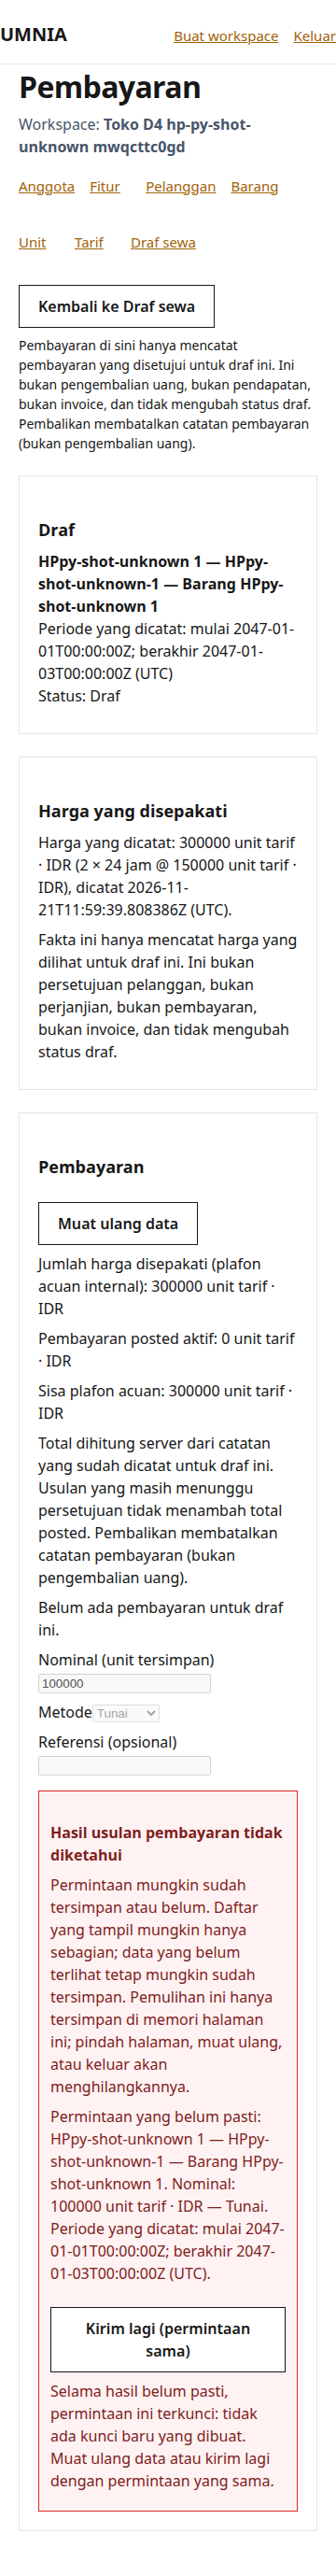 UMNIA
Buat workspace Keluar
Pembayaran
Workspace: Toko D4 hp-py-shot-
unknown mwqcttc0gd
Anggota Fitur Pelanggan Barang
Unit Tarif Draf sewa
Kembali ke Draf sewa
Pembayaran di sini hanya mencatat
pembayaran yang disetujui untuk draf ini. Ini
bukan pengembalian uang, bukan pendapatan,
bukan invoice, dan tidak mengubah status draf.
Pembalikan membatalkan catatan pembayaran
(bukan pengembalian uang).
Draf
HPpy-shot-unknown 1 — HPpy-
shot-unknown-1 — Barang HPpy-
shot-unknown 1
Periode yang dicatat: mulai 2047-01-
01T00:00:00Z; berakhir 2047-01-
03T00:00:00Z (UTC)
Status: Draf
Harga yang disepakati
Harga yang dicatat: 300000 unit tarif
· IDR (2 × 24 jam @ 150000 unit tarif ·
IDR), dicatat 2026-11-
21T11:59:39.808386Z (UTC).
Fakta ini hanya mencatat harga yang
dilihat untuk draf ini. Ini bukan
persetujuan pelanggan, bukan
perjanjian, bukan pembayaran,
bukan invoice, dan tidak mengubah
status draf.
Pembayaran
Muat ulang data
Jumlah harga disepakati (plafon
acuan internal): 300000 unit tarif ·
IDR
Pembayaran posted aktif: 0 unit tarif
· IDR
Sisa plafon acuan: 300000 unit tarif ·
IDR
Total dihitung server dari catatan
yang sudah dicatat untuk draf ini.
Usulan yang masih menunggu
persetujuan tidak menambah total
posted. Pembalikan membatalkan
catatan pembayaran (bukan
pengembalian uang).
Belum ada pembayaran untuk draf
ini.
Nominal (unit tersimpan)
100000
Metode Tunai
Referensi (opsional)
Hasil usulan pembayaran tidak
diketahui
Permintaan mungkin sudah
tersimpan atau belum. Daftar
yang tampil mungkin hanya
sebagian; data yang belum
terlihat tetap mungkin sudah
tersimpan. Pemulihan ini hanya
tersimpan di memori halaman
ini; pindah halaman, muat ulang,
atau keluar akan
menghilangkannya.
Permintaan yang belum pasti:
HPpy-shot-unknown 1 — HPpy-
shot-unknown-1 — Barang HPpy-
shot-unknown 1. Nominal:
100000 unit tarif · IDR — Tunai.
Periode yang dicatat: mulai 2047-
01-01T00:00:00Z; berakhir 2047-
01-03T00:00:00Z (UTC).
Kirim lagi (permintaan
sama)
Selama hasil belum pasti,
permintaan ini terkunci: tidak
ada kunci baru yang dibuat.
Muat ulang data atau kirim lagi
dengan permintaan yang sama.